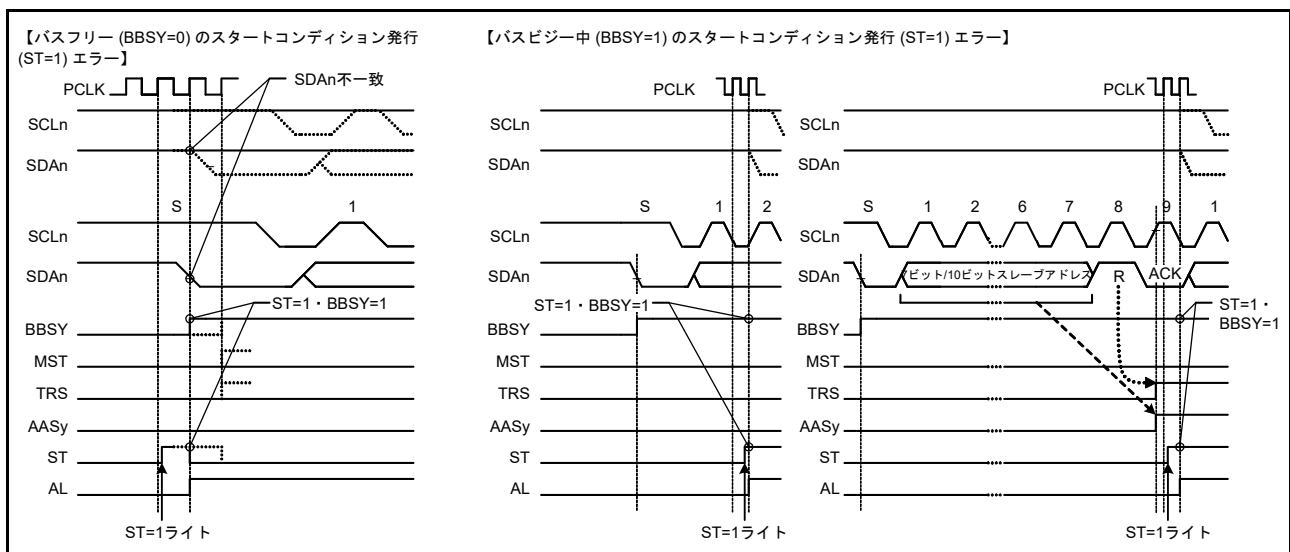 【バスフリー (BBSY=0) のスタートコンディション発行
(ST=1) エラー】
PCLK
SDAn不一致
SCLn
SDAn
S
1
SCLn
SDAn
ST=1・BBSY=1
BBSY
MST
TRS
AASy
ST
AL
ST=1ライト
【バスビジー中 (BBSY=1) のスタートコンディション発行 (ST=1) エラー】
PCLK
SCLn
SDAn
S
1
2
SCLn
SDAn
ST=1・BBSY=1
BBSY
MST
TRS
AASy
ST
AL
ST=1ライト
PCLK
SCLn
SDAn
S
1
2
6
7
8
9
1
SCLn
SDAn
7ビット/10ビットスレーブアドレス
R
ACK
ST=1・
BBSY=1
BBSY
MST
TRS
AASy
ST
AL
ST=1ライト